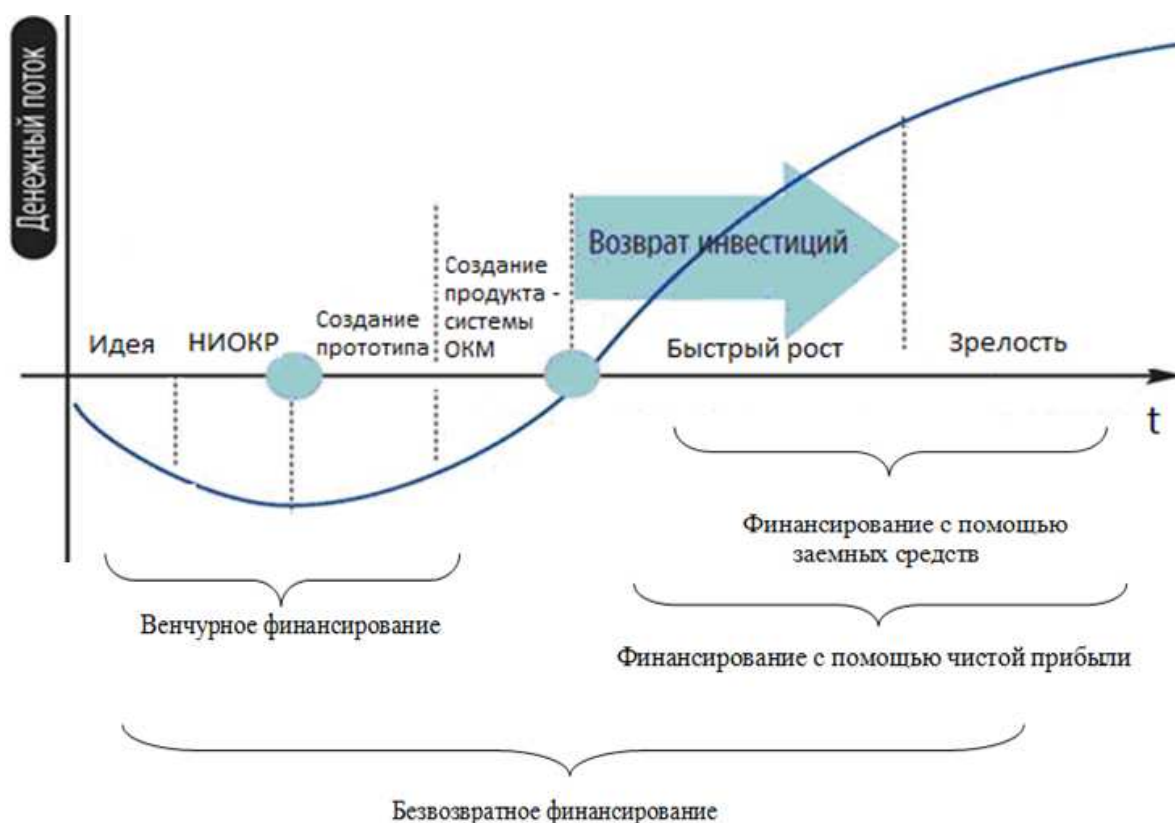 Денежный поток
Идея
НИОКР
Создание
прототипа
Создание
продукта -
системы
ОКМ
Возврат инвестиций
Быстрый рост
Зрелость
t
Финансирование с помощью
заемных средств
Венчурное финансирование
Финансирование с помощью чистой прибыли
Безвозвратное финансирование